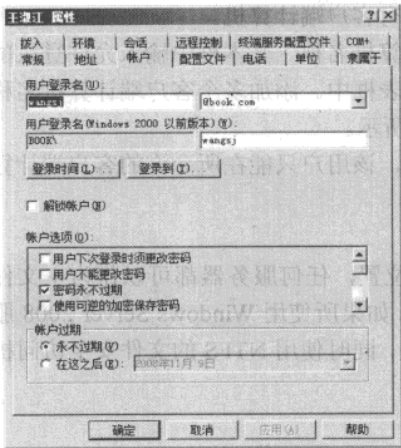 王淑江 属性
拨入 环境 会话 远程控制 终端服务配置文件 COM+
常规 地址 帐户 配置文件 电话 单位 隶属于
用户登录名(U)
wangsj @book.com
用户登录名(Windows 2000 以前版本)(W):
BOOK\ wangsj
登录时间(L)... 登录到(T)...
解锁帐户(N)
帐户选项(O):
用户下次登录时须更改密码
用户不能更改密码
密码永不过期
使用可逆的加密保存密码
帐户过期
永不过期(V)
在这之后(E): 2008年11月 9日
确定 取消 应用(A) 帮助